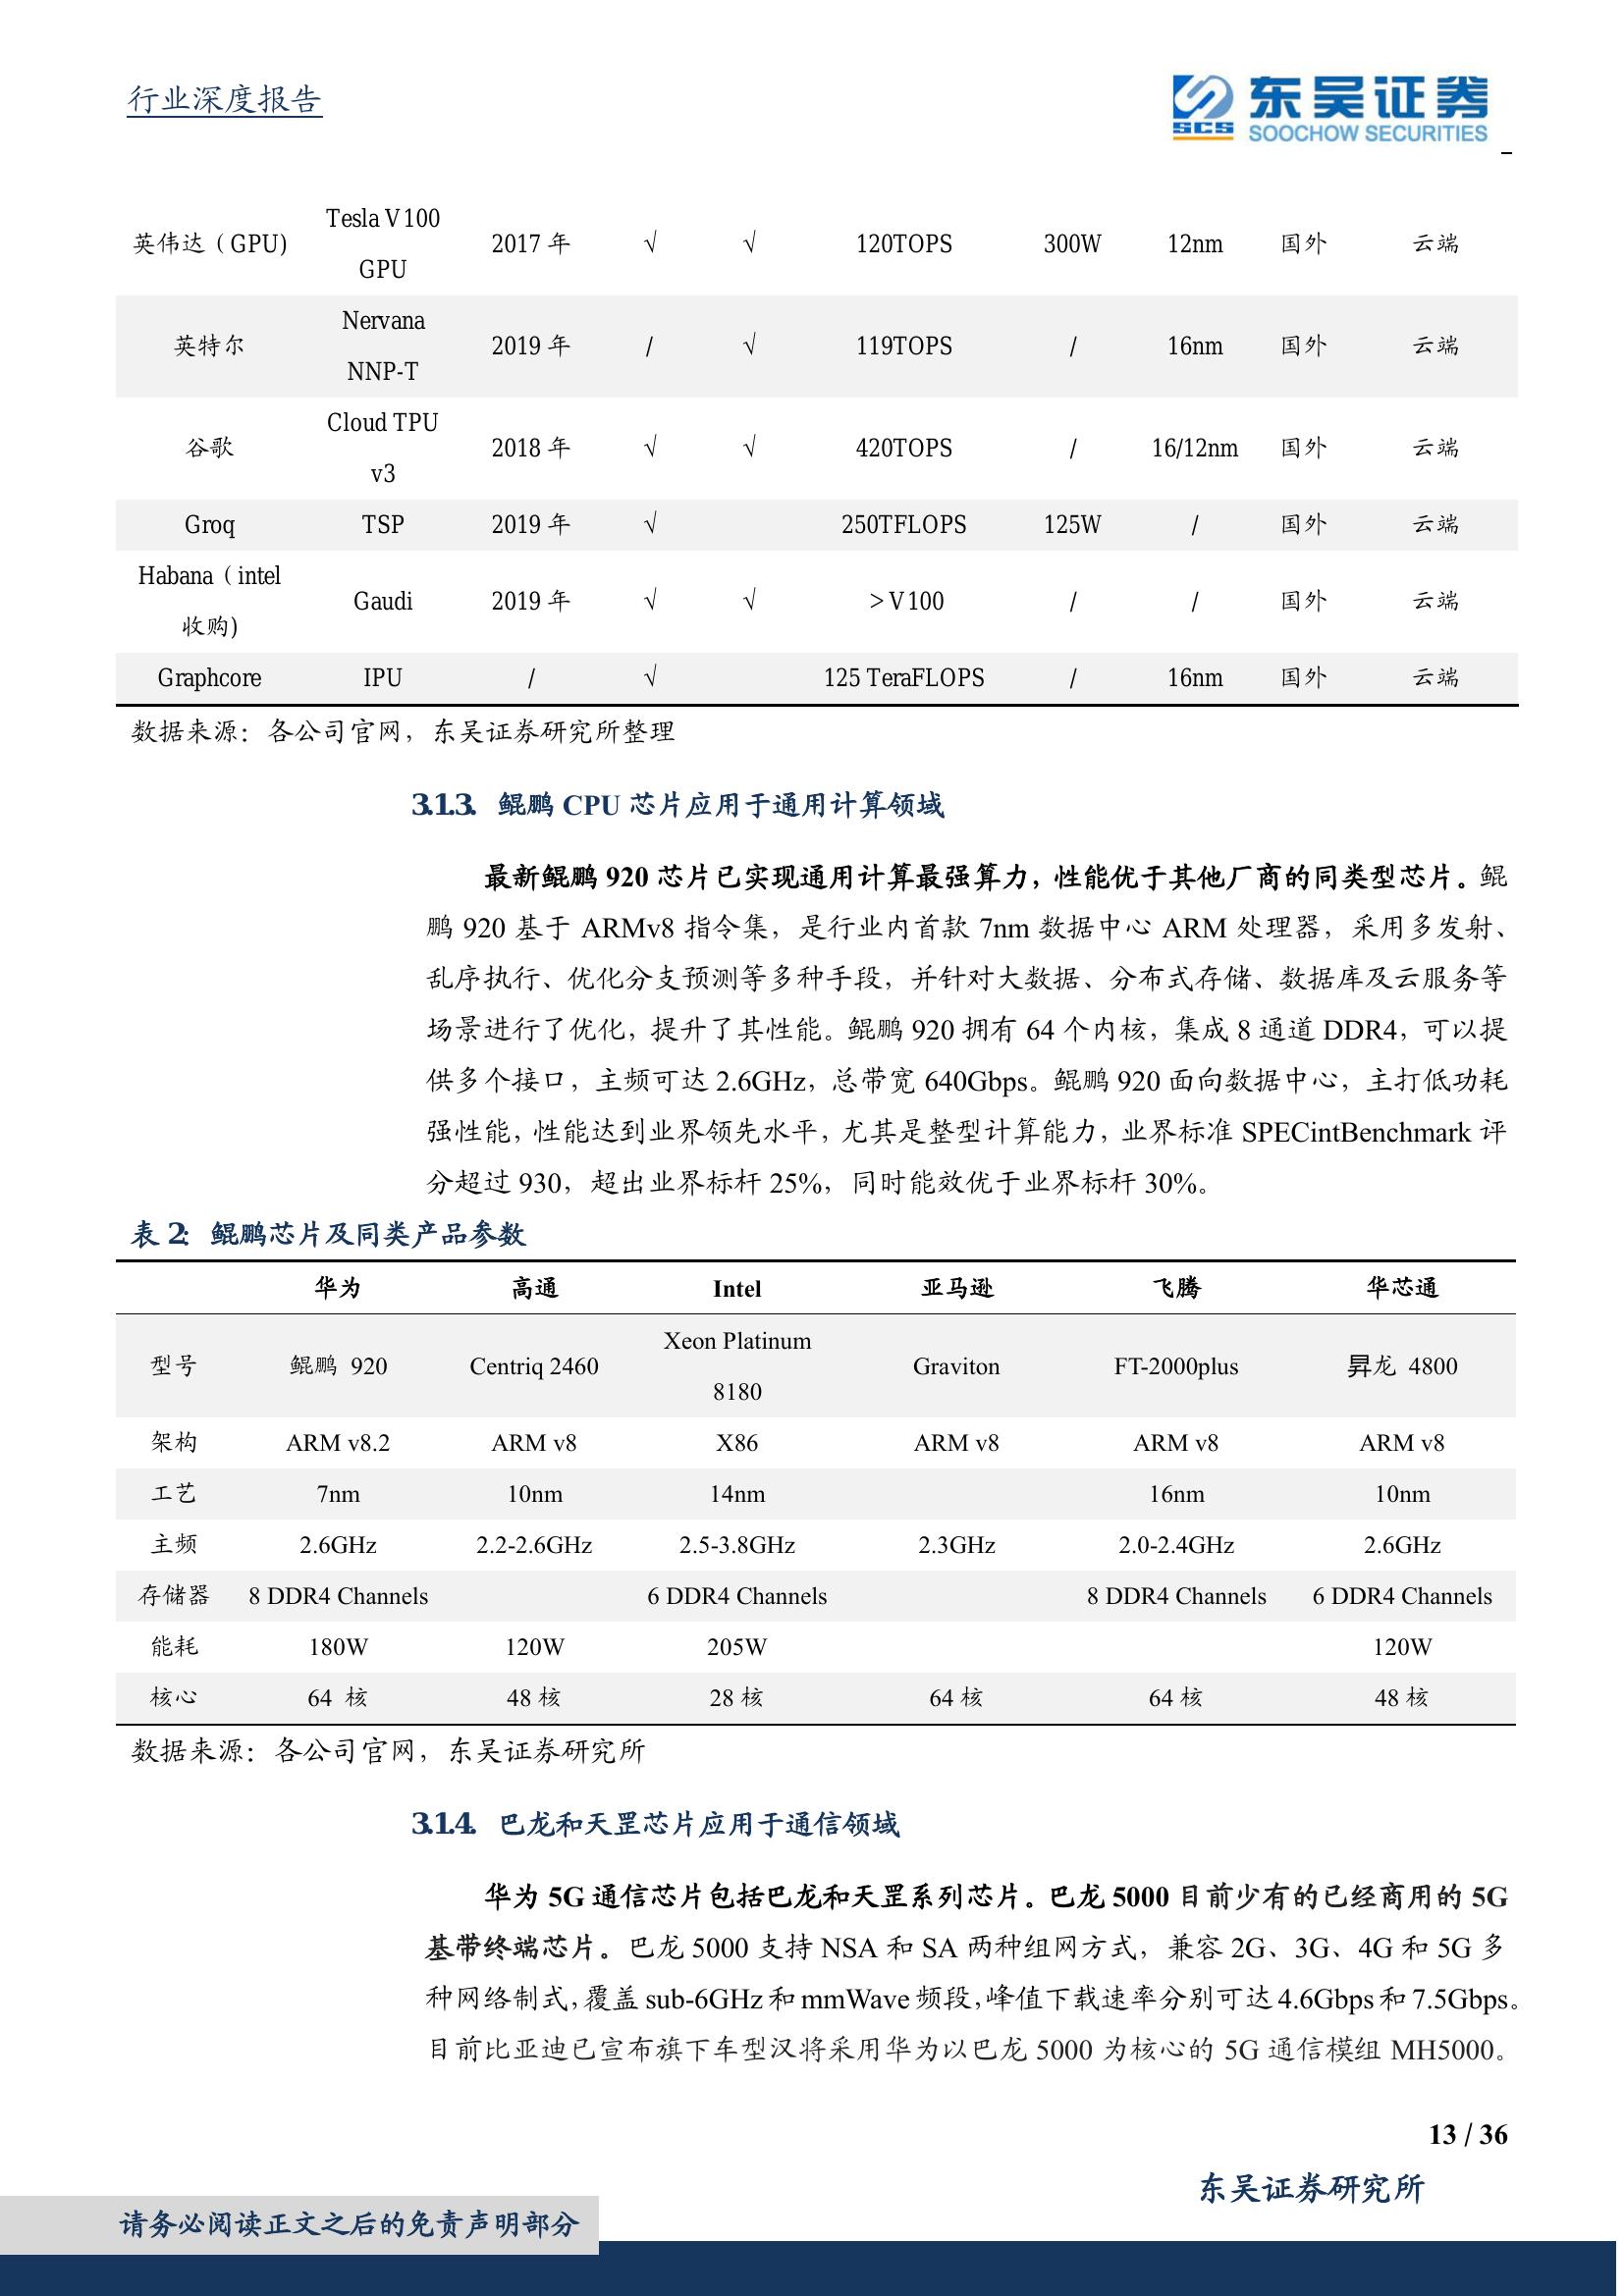 行业深度报告
东吴证券
SCS
SOOCHOW SECURITIES
英伟达（GPU) Tesla V100 GPU 2017 年 √ √ 120TOPS 300W 12nm 国外 云端
英特尔 Nervana NNP-T 2019 年 / √ 119TOPS / 16nm 国外 云端
谷歌 Cloud TPU v3 2018 年 √ √ 420TOPS / 16/12nm 国外 云端
Groq TSP 2019 年 √ 250TFLOPS 125W / 国外 云端
Habana（intel 收购) Gaudi 2019 年 √ √ ＞V100 / / 国外 云端
Graphcore IPU / √ 125 TeraFLOPS / 16nm 国外 云端
数据来源：各公司官网，东吴证券研究所整理
3.1.3. 鲲鹏 CPU 芯片应用于通用计算领域
最新鲲鹏 920 芯片已实现通用计算最强算力，性能优于其他厂商的同类型芯片。鲲
鹏 920 基于 ARMv8 指令集，是行业内首款 7nm 数据中心 ARM 处理器，采用多发射、
乱序执行、优化分支预测等多种手段，并针对大数据、分布式存储、数据库及云服务等
场景进行了优化，提升了其性能。鲲鹏 920 拥有 64 个内核，集成 8 通道 DDR4，可以提
供多个接口，主频可达 2.6GHz，总带宽 640Gbps。鲲鹏 920 面向数据中心，主打低功耗
强性能，性能达到业界领先水平，尤其是整型计算能力，业界标准 SPECintBenchmark 评
分超过 930，超出业界标杆 25%，同时能效优于业界标杆 30%。
表 2：鲲鹏芯片及同类产品参数
华为 高通 Intel 亚马逊 飞腾 华芯通
型号 鲲鹏 920 Centriq 2460 Xeon Platinum 8180 Graviton FT-2000plus 昇龙 4800
架构 ARM v8.2 ARM v8 X86 ARM v8 ARM v8 ARM v8
工艺 7nm 10nm 14nm 16nm 10nm
主频 2.6GHz 2.2-2.6GHz 2.5-3.8GHz 2.3GHz 2.0-2.4GHz 2.6GHz
存储器 8 DDR4 Channels 6 DDR4 Channels 8 DDR4 Channels 6 DDR4 Channels
能耗 180W 120W 205W 120W
核心 64 核 48 核 28 核 64 核 64 核 48 核
数据来源：各公司官网，东吴证券研究所
3.1.4. 巴龙和天罡芯片应用于通信领域
华为 5G 通信芯片包括巴龙和天罡系列芯片。巴龙 5000 目前少有的已经商用的 5G
基带终端芯片。巴龙 5000 支持 NSA 和 SA 两种组网方式，兼容 2G、3G、4G 和 5G 多
种网络制式，覆盖 sub-6GHz 和 mmWave 频段，峰值下载速率分别可达 4.6Gbps 和 7.5Gbps。
目前比亚迪已宣布旗下车型汉将采用华为以巴龙 5000 为核心的 5G 通信模组 MH5000。
13 / 36
东吴证券研究所
请务必阅读正文之后的免责声明部分